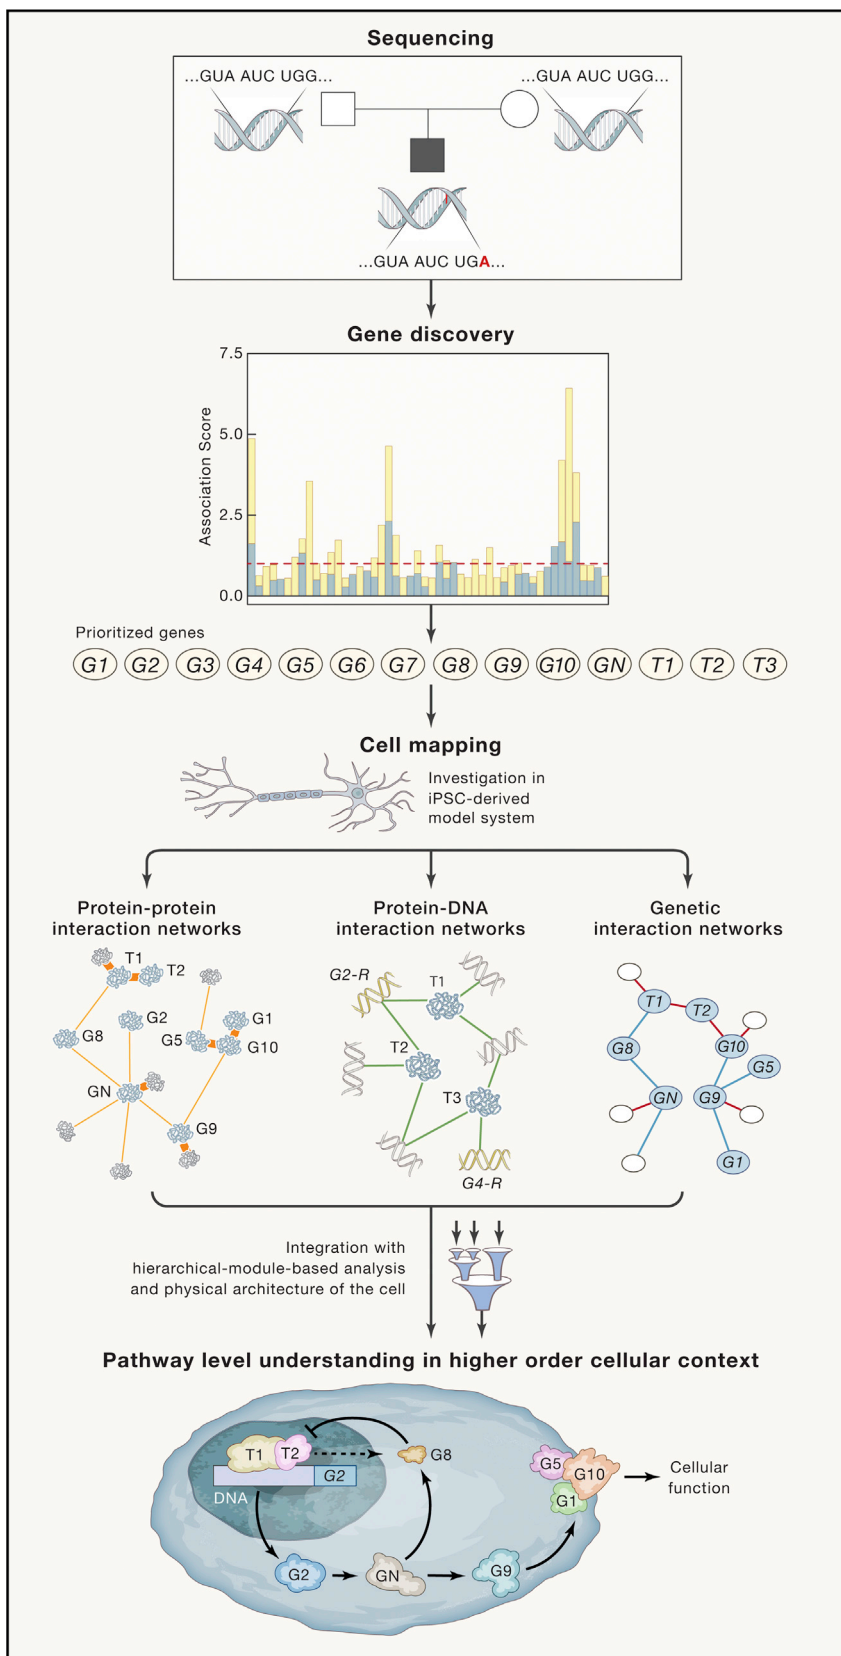 Sequencing
...GUA AUC UGG...
...GUA AUC UGG...
...GUA AUC UGA...
Gene discovery
Association Score
7.5
5.0
2.5
0.0
Prioritized genes
G1 G2 G3 G4 G5 G6 G7 G8 G9 G10 GN T1 T2 T3
Cell mapping
Investigation in
iPSC-derived
model system
Protein-protein
interaction networks
T1
T2
G8
G2
G5
G1
G10
GN
G9
Protein-DNA
interaction networks
G2-R
T1
T2
T3
G4-R
Genetic
interaction networks
T1
T2
G8
G10
G5
GN
G9
G1
Integration with
hierarchical-module-based analysis
and physical architecture of the cell
Pathway level understanding in higher order cellular context
T1
T2
G8
G2
DNA
G5
G10
G1
Cellular
function
G2
GN
G9